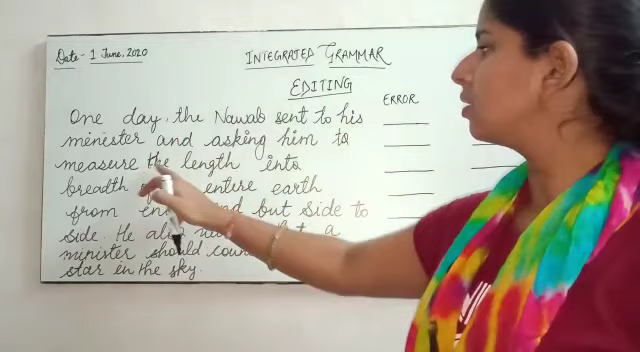 Date- 1 June, 2020
INTEGRATED GRAMMAR
EDITING
ERROR
One day, the Nawab sent to his
minister and asking him to
measure the length into
breadth entire earth
from end but side to
side. He also a
minister should
star in the sky.